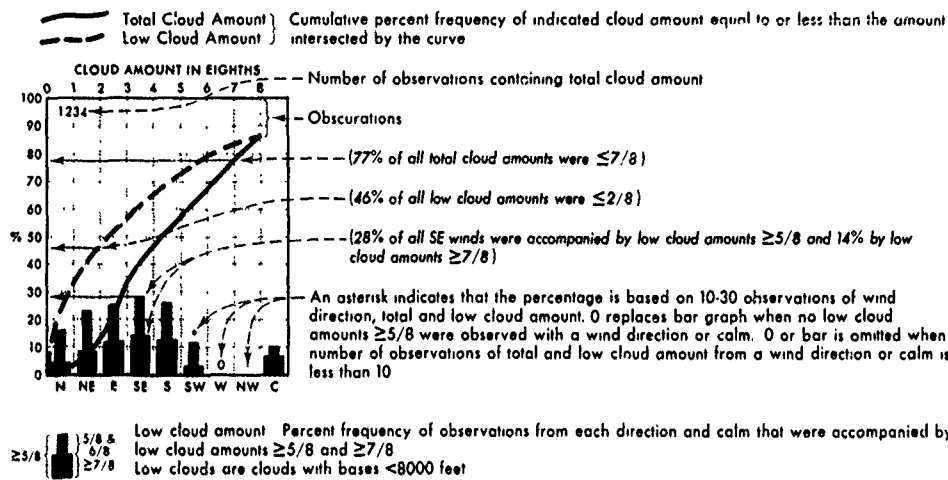 Total Cloud Amount
Low Cloud Amount
Cumulative percent frequency of indicated cloud amount equal to or less than the amount
intersected by the curve
CLOUD AMOUNT IN EIGHTHS
0 1 2 3 4 5 6 7 8
Number of observations containing total cloud amount
1234
Obscurations
(77% of all total cloud amounts were ≤7/8)
(46% of all low cloud amounts were ≤2/8)
(28% of all SE winds were accompanied by low cloud amounts ≥5/8 and 14% by low
cloud amounts ≥7/8)
An asterisk indicates that the percentage is based on 10-30 observations of wind
direction, total and low cloud amount. 0 replaces bar graph when no low cloud
amounts ≥5/8 were observed with a wind direction or calm. 0 or bar is omitted when
number of observations of total and low cloud amount from a wind direction or calm is
less than 10
100
90
80
70
60
%
50
40
30
20
10
0
0
N NE E SE S SW W NW C
≥5/8
5/8 &
6/8
≥7/8
Low cloud amount Percent frequency of observations from each direction and calm that were accompanied by
low cloud amounts ≥5/8 and ≥7/8
Low clouds are clouds with bases <8000 feet